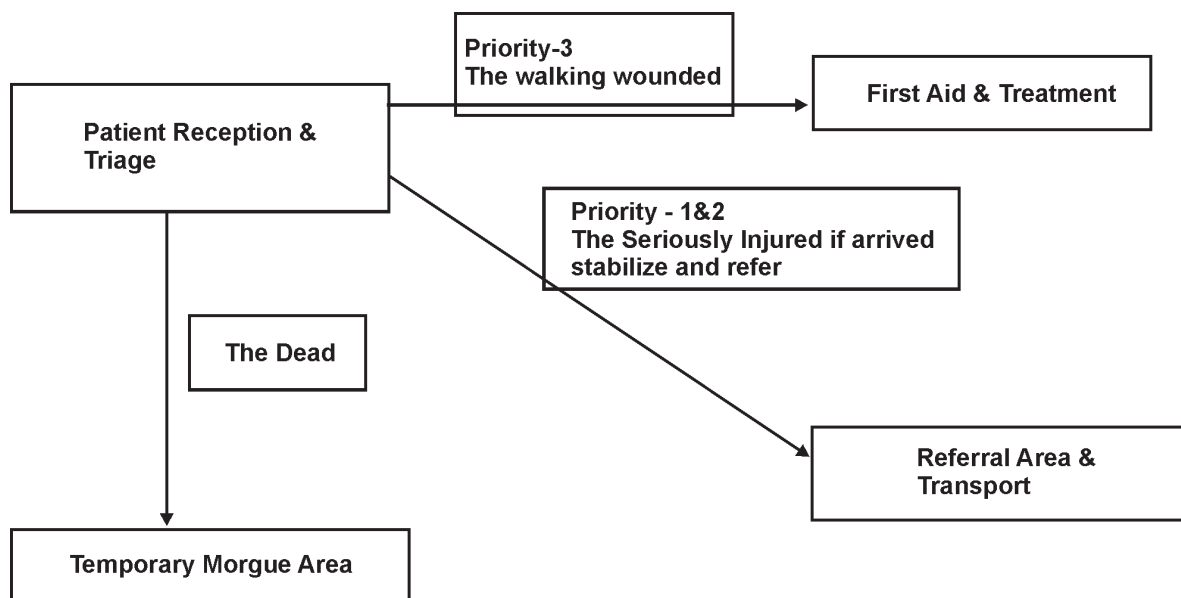 Priority-3
The walking wounded
First Aid & Treatment
Patient Reception &
Triage
Priority - 1&2
The Seriously Injured if arrived
stabilize and refer
The Dead
Referral Area &
Transport
Temporary Morgue Area